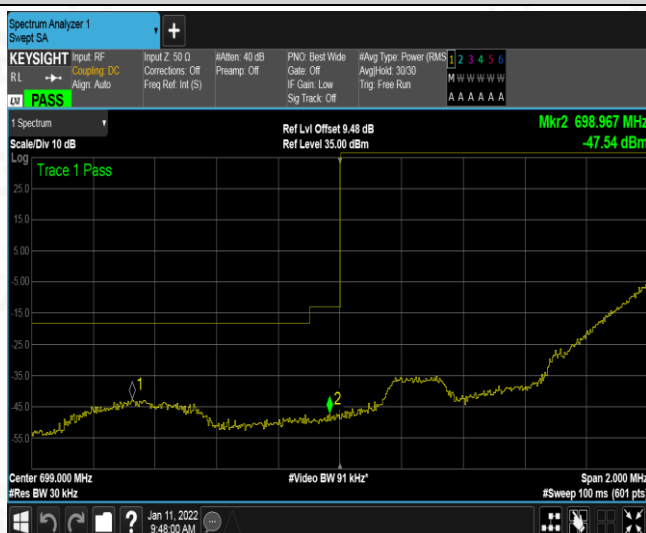 Spectrum Analyzer 1
Swept SA
+
KEYSIGHT
RL
LXI PASS
Input: RF
Coupling: DC
Align: Auto
Input Z: 50 Ω
Corrections: Off
Freq Ref: Int (S)
#Atten: 40 dB
Preamp: Off
PNO: Best Wide
Gate: Off
IF Gain: Low
Sig Track: Off
#Avg Type: Power (RMS
Avg|Hold: 30/30
Trig: Free Run
1 2 3 4 5 6
M W W W W W
A A A A A A
1 Spectrum
Scale/Div 10 dB
Log
Ref Lvl Offset 9.48 dB
Ref Level 35.00 dBm
Mkr2 698.967 MHz
-47.54 dBm
Trace 1 Pass
25.0
15.0
5.00
-5.00
-15.0
-25.0
-35.0
-45.0
-55.0
1
2
Center 699.000 MHz
#Res BW 30 kHz
#Video BW 91 kHz*
Span 2.000 MHz
#Sweep 100 ms (601 pts)
?
Jan 11, 2022
9:48:00 AM